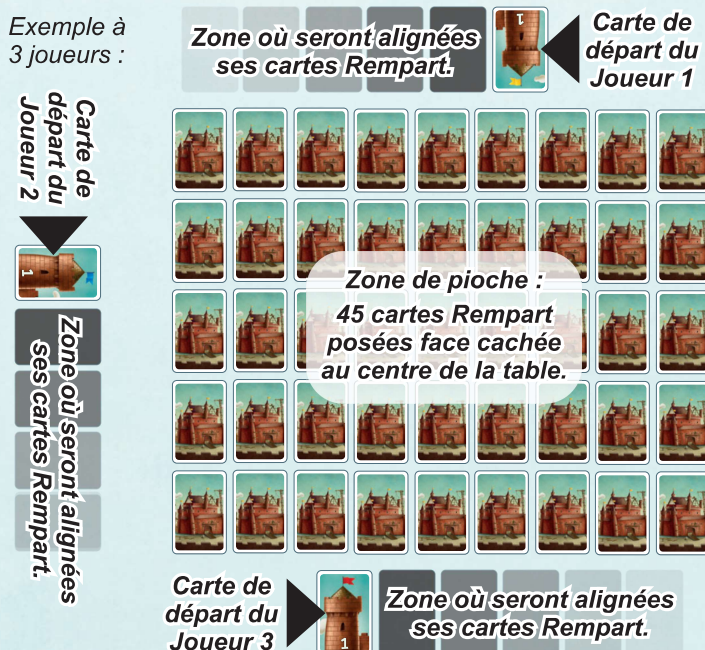 Exemple à
3 joueurs :
Zone où seront alignées
ses cartes Rempart.
1
Carte de
départ du
Joueur 1
Carte de
départ du
Joueur 2
1
Zone où seront alignées
ses cartes Rempart.
Zone de pioche :
45 cartes Rempart
posées face cachée
au centre de la table.
Carte de
départ du
Joueur 3
1
Zone où seront alignées
ses cartes Rempart.